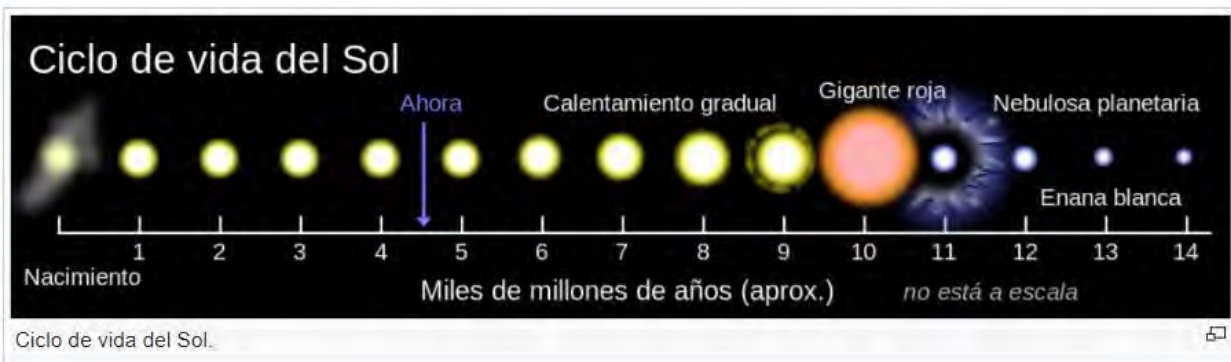 Ciclo de vida del Sol
Ahora
Calentamiento gradual
Gigante roja
Nebulosa planetaria
Enana blanca
1 2 3 4 5 6 7 8 9 10 11 12 13 14
Nacimiento
Miles de millones de años (aprox.)
no está a escala
Ciclo de vida del Sol.